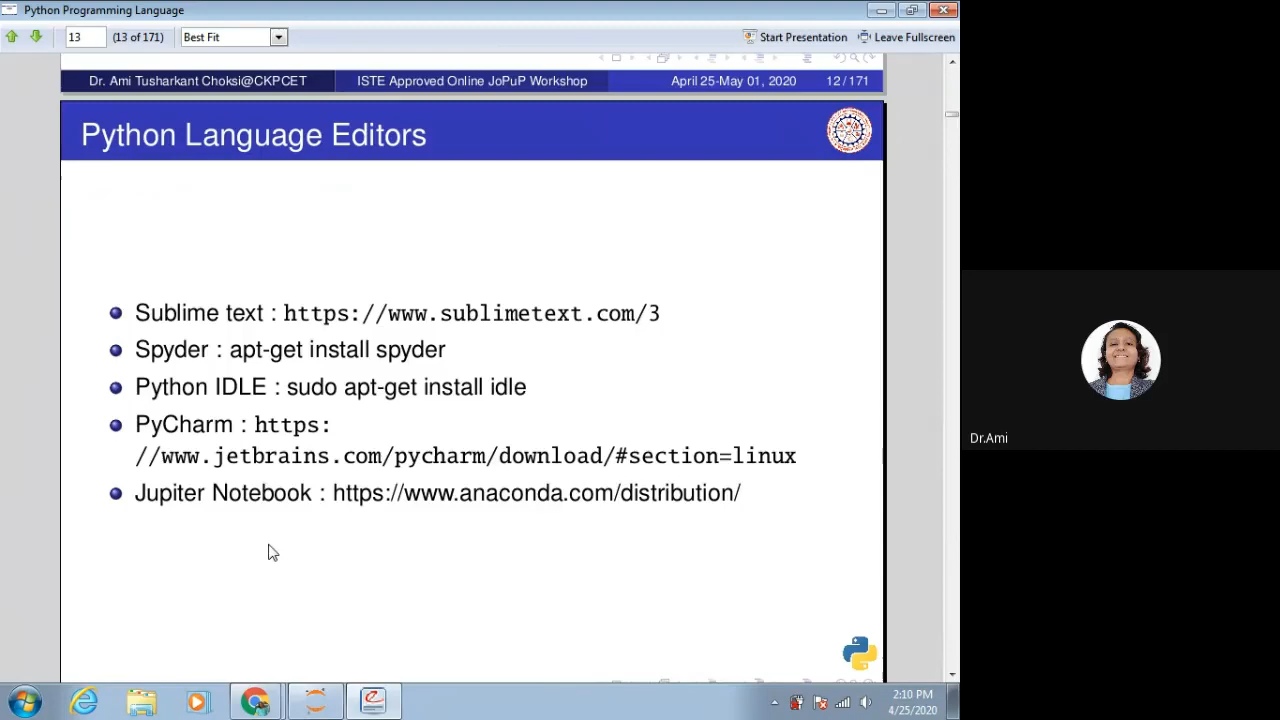 Python Programming Language
13 (13 of 171) Best Fit Start Presentation Leave Fullscreen
Dr. Ami Tusharkant Choksi@CKPCET ISTE Approved Online JoPuP Workshop April 25-May 01, 2020 12/171
Python Language Editors
Sublime text : https://www.sublimetext.com/3
Spyder : apt-get install spyder
Python IDLE : sudo apt-get install idle
PyCharm : https:
//www.jetbrains.com/pycharm/download/#section=linux
Jupiter Notebook : https://www.anaconda.com/distribution/
Dr.Ami
2:10 PM
4/25/2020